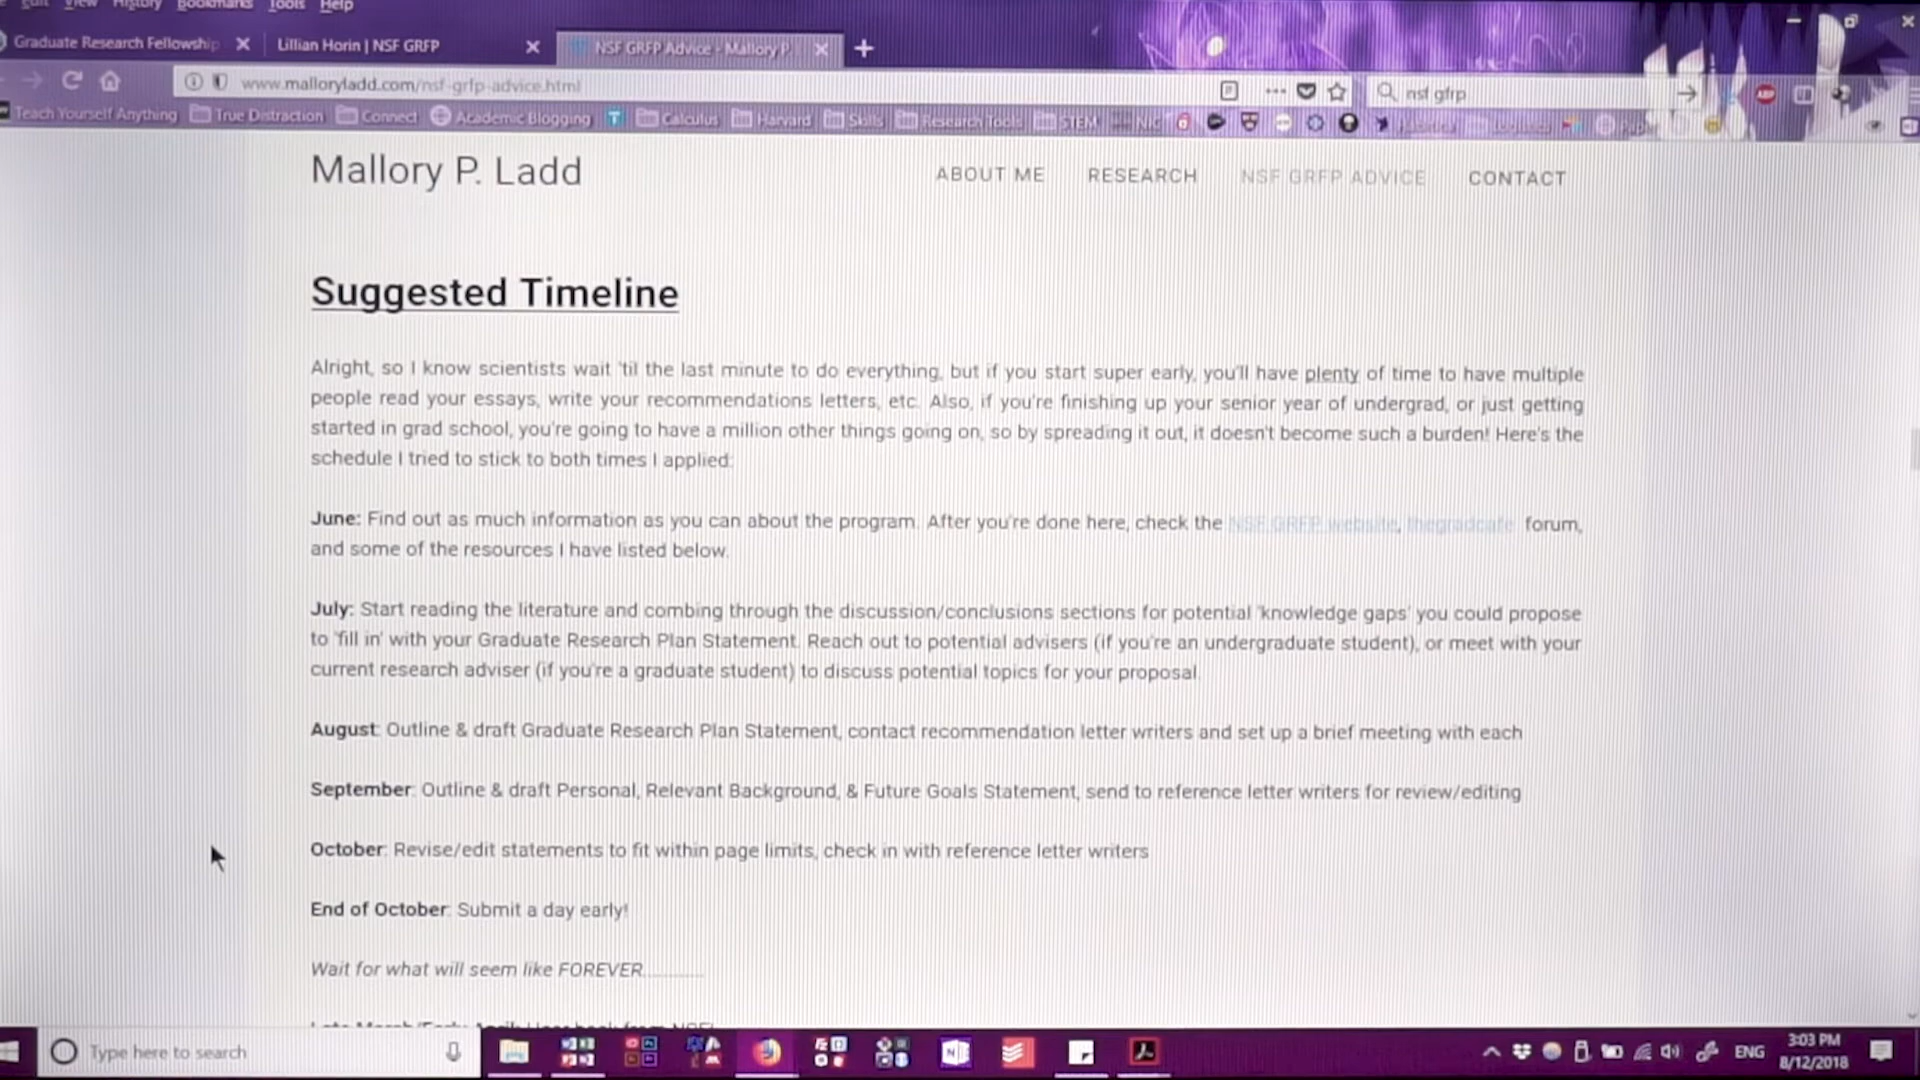 Edit View History Bookmarks Tools Help
Graduate Research Fellowship
Lillian Horin | NSF GRFP
NSF GRFP Advice - Mallory P.
www.malloryladd.com/nsf-grfp-advice.html
nsf gfrp
Teach Yourself Anything True Distraction Connect Academic Blogging Calculus Harvard Skills Research Tools STEM
Mallory P. Ladd
ABOUT ME RESEARCH NSF GRFP ADVICE CONTACT
Suggested Timeline
Alright, so I know scientists wait 'til the last minute to do everything, but if you start super early, you'll have plenty of time to have multiple
people read your essays, write your recommendations letters, etc. Also, if you're finishing up your senior year of undergrad, or just getting
started in grad school, you're going to have a million other things going on, so by spreading it out, it doesn't become such a burden! Here's the
schedule I tried to stick to both times I applied:
June: Find out as much information as you can about the program. After you're done here, check the NSF GRFP website, thegradcafe forum,
and some of the resources I have listed below.
July: Start reading the literature and combing through the discussion/conclusions sections for potential 'knowledge gaps' you could propose
to 'fill in' with your Graduate Research Plan Statement. Reach out to potential advisers (if you're an undergraduate student), or meet with your
current research adviser (if you're a graduate student) to discuss potential topics for your proposal.
August: Outline & draft Graduate Research Plan Statement, contact recommendation letter writers and set up a brief meeting with each
September: Outline & draft Personal, Relevant Background, & Future Goals Statement, send to reference letter writers for review/editing
October: Revise/edit statements to fit within page limits, check in with reference letter writers
End of October: Submit a day early!
Wait for what will seem like FOREVER............
Type here to search
ENG
3:03 PM
8/12/2018